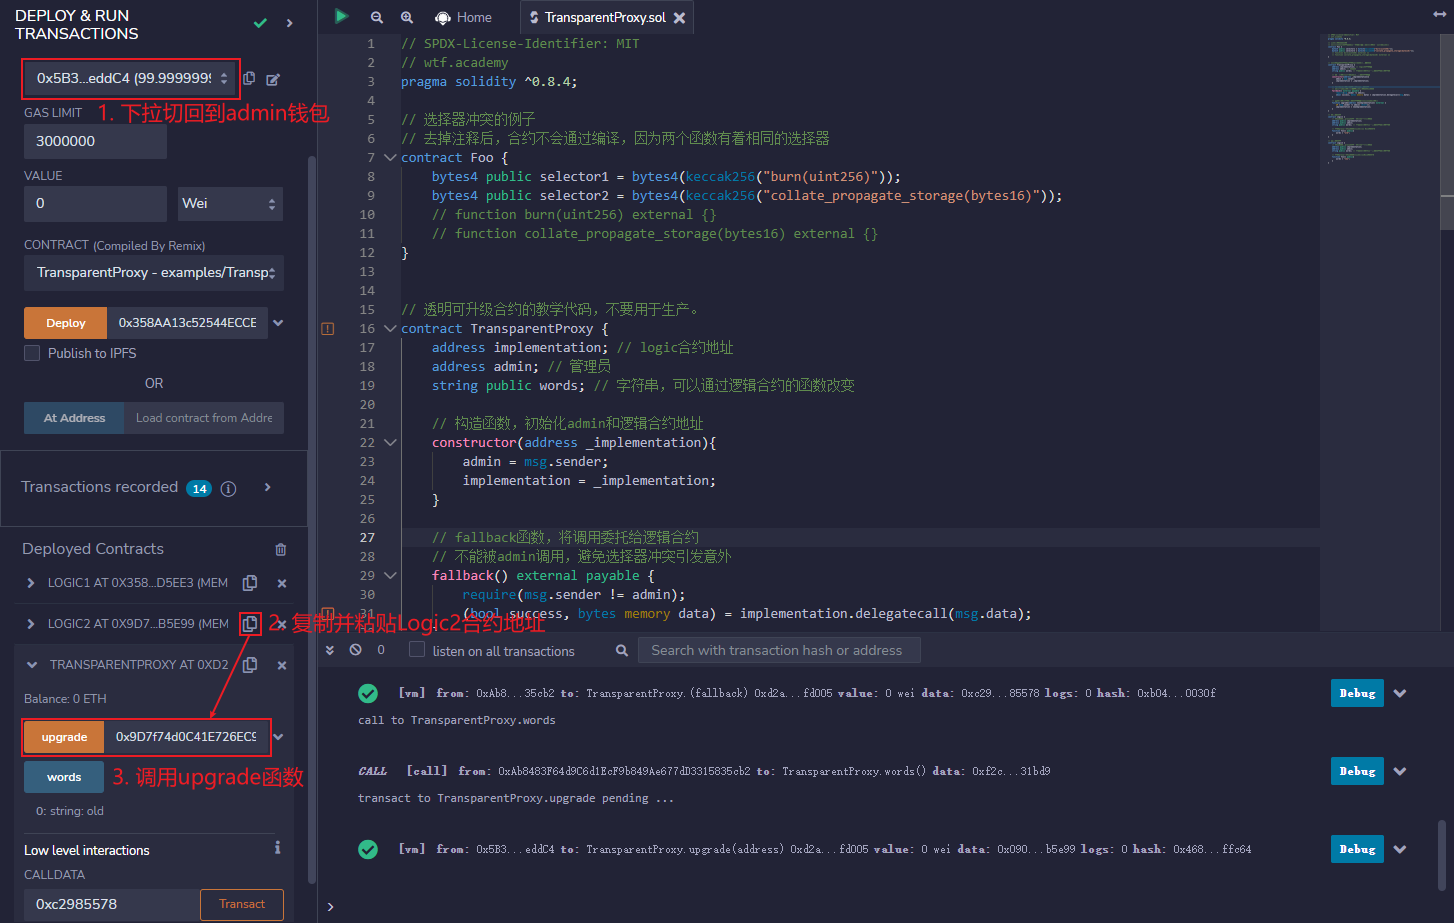 DEPLOY & RUN
TRANSACTIONS
0x5B3...eddC4 (99.9999999
1. 下拉切回到admin钱包
GAS LIMIT
3000000
VALUE
0
Wei
CONTRACT (Compiled By Remix)
TransparentProxy - examples/Transp
Deploy
0x358AA13c52544ECCE
Publish to IPFS
OR
At Address
Load contract from Addre
Transactions recorded 14
Deployed Contracts
LOGIC1 AT 0X358...D5EE3 (MEM
LOGIC2 AT 0X9D7...B5E99 (MEM
2. 复制并粘贴Logic2合约地址
TRANSPARENTPROXY AT 0XD2
Balance: 0 ETH
upgrade
0x9D7f74d0C41E726EC9
words
3. 调用upgrade函数
0: string: old
Low level interactions
CALLDATA
0xc2985578
Transact
Home
TransparentProxy.sol
1 // SPDX-License-Identifier: MIT
2 // wtf.academy
3 pragma solidity ^0.8.4;
4
5 // 选择器冲突的例子
6 // 去掉注释后，合约不会通过编译，因为两个函数有着相同的选择器
7 contract Foo {
8 bytes4 public selector1 = bytes4(keccak256("burn(uint256)"));
9 bytes4 public selector2 = bytes4(keccak256("collate_propagate_storage(bytes16)"));
10 // function burn(uint256) external {}
11 // function collate_propagate_storage(bytes16) external {}
12 }
13
14
15 // 透明可升级合约的教学代码，不要用于生产。
16 contract TransparentProxy {
17 address implementation; // logic合约地址
18 address admin; // 管理员
19 string public words; // 字符串，可以通过逻辑合约的函数改变
20
21 // 构造函数，初始化admin和逻辑合约地址
22 constructor(address _implementation){
23 admin = msg.sender;
24 implementation = _implementation;
25 }
26
27 // fallback函数，将调用委托给逻辑合约
28 // 不能被admin调用，避免选择器冲突引发意外
29 fallback() external payable {
30 require(msg.sender != admin);
31 (bool success, bytes memory data) = implementation.delegatecall(msg.data);
0
listen on all transactions
Search with transaction hash or address
[vm] from: 0xAb8...35cb2 to: TransparentProxy.(fallback) 0xd2a...fd005 value: 0 wei data: 0xc29...85578 logs: 0 hash: 0xb04...0030f
Debug
call to TransparentProxy.words
CALL [call] from: 0xAb8483F64d9C6d1EcF9b849Ae677dD3315835cb2 to: TransparentProxy.words() data: 0xf2c...31bd9
Debug
transact to TransparentProxy.upgrade pending ...
[vm] from: 0x5B3...eddC4 to: TransparentProxy.upgrade(address) 0xd2a...fd005 value: 0 wei data: 0x090...b5e99 logs: 0 hash: 0x468...ffc64
Debug
>